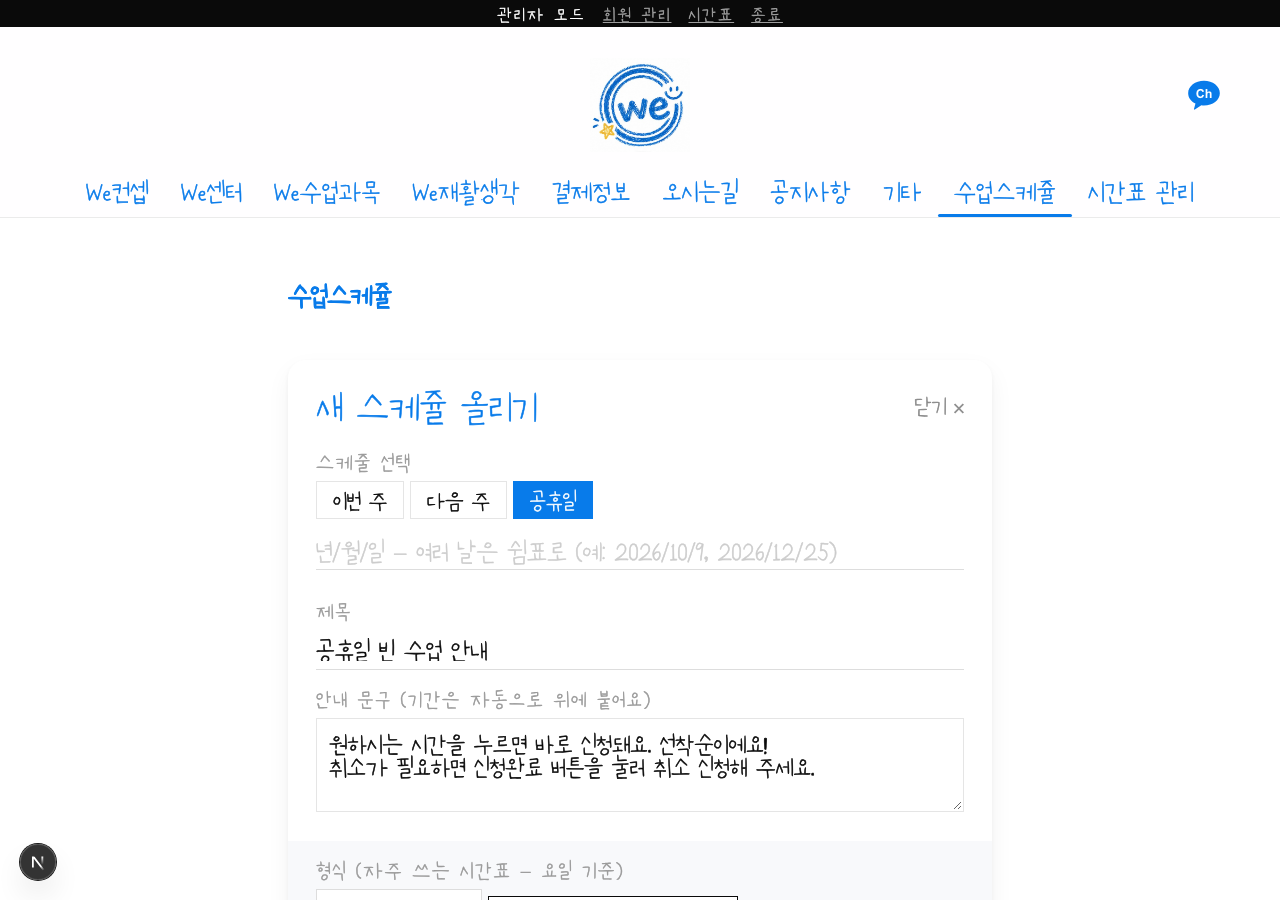 관리자 모드 회원 관리 시간표 종료
we
Ch
We컨셉 We센터 We수업과목 We재활생각 결제정보 오시는길 공지사항 기타 수업스케쥴 시간표 관리
수업스케쥴
새 스케쥴 올리기
닫기 ×
스케줄 선택
이번 주 다음 주 공휴일
년/월/일 – 여러 날은 쉼표로 (예: 2026/10/9, 2026/12/25)
제목
공휴일 빈 수업 안내
안내 문구 (기간은 자동으로 위에 붙어요)
원하시는 시간을 누르면 바로 신청돼요. 선착순이에요!
취소가 필요하면 신청완료 버튼을 눌러 취소 신청해 주세요.
형식 (자주 쓰는 시간표 – 요일 기준)
N